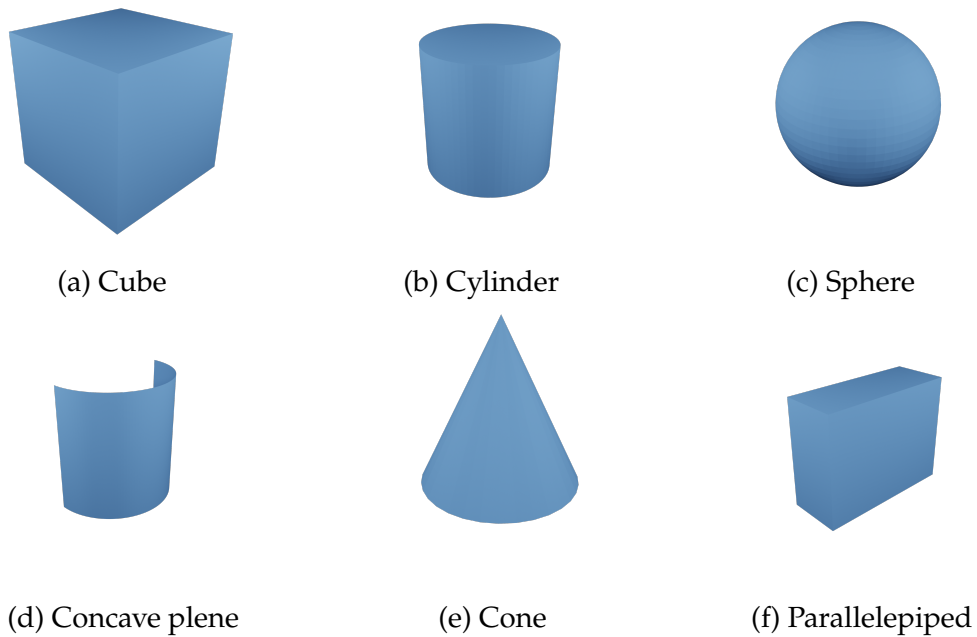 (a) Cube
(b) Cylinder
(c) Sphere
(d) Concave plene
(e) Cone
(f) Parallelepiped